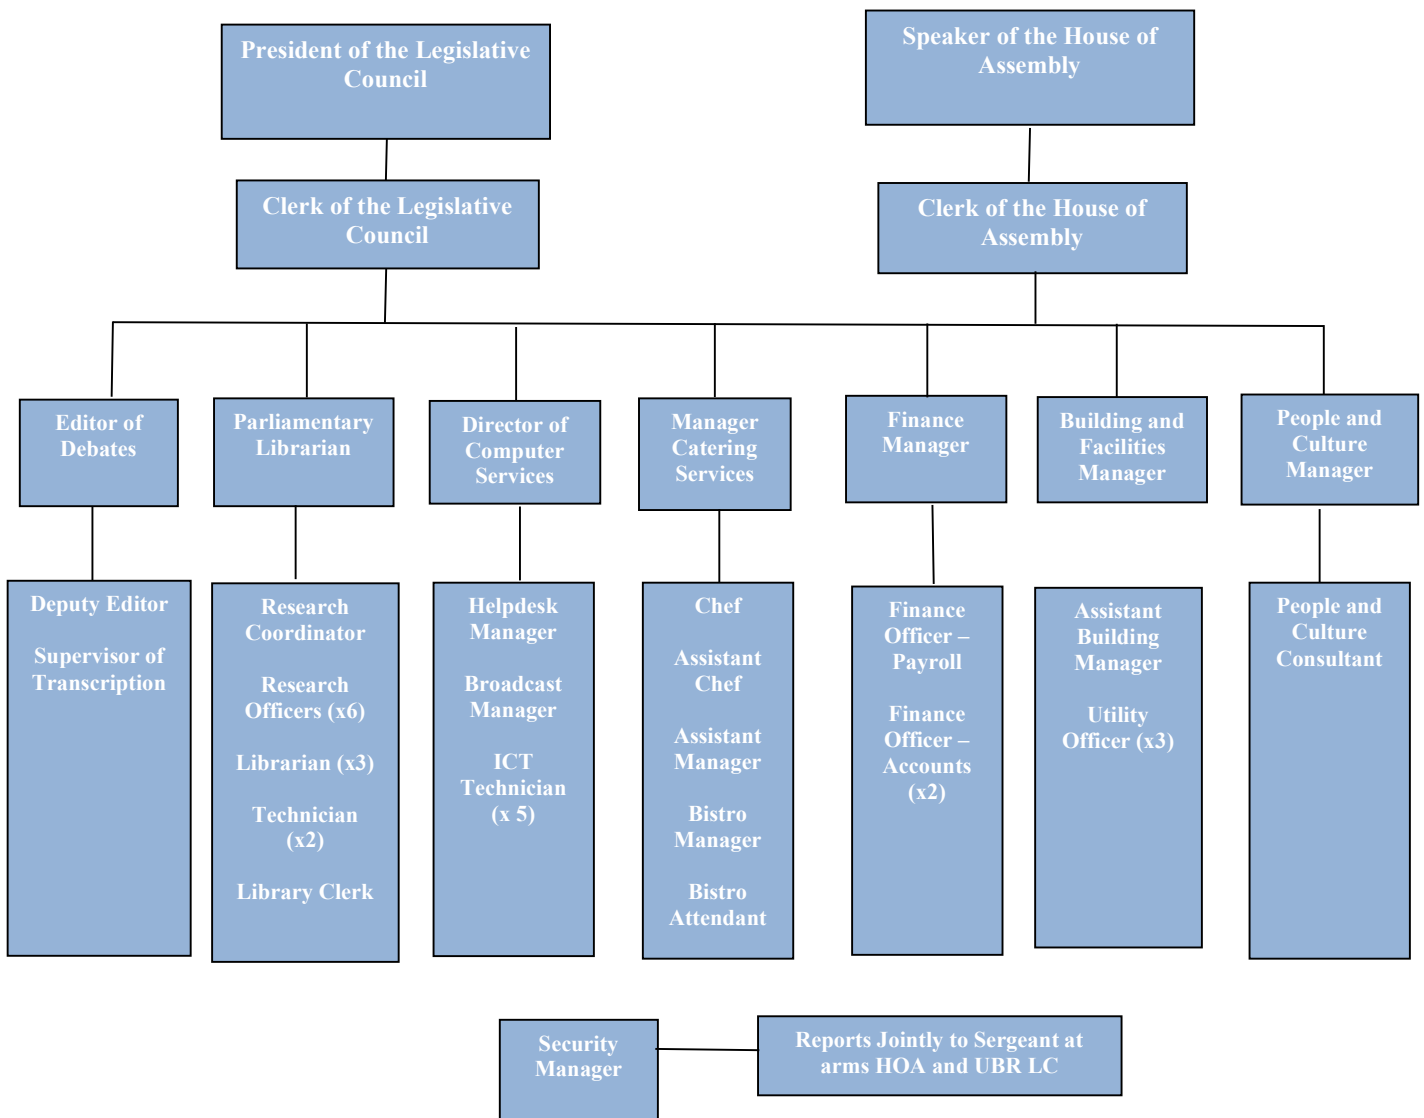 President of the Legislative
Council
Speaker of the House of
Assembly
Clerk of the Legislative
Council
Clerk of the House of
Assembly
Editor of
Debates
Parliamentary
Librarian
Director of
Computer
Services
Manager
Catering
Services
Finance
Manager
Building and
Facilities
Manager
People and
Culture
Manager
Deputy Editor
Supervisor of
Transcription
Research
Coordinator
Research
Officers (x6)
Librarian (x3)
Technician
(x2)
Library Clerk
Helpdesk
Manager
Broadcast
Manager
ICT
Technician
(x 5)
Chef
Assistant
Chef
Assistant
Manager
Bistro
Manager
Bistro
Attendant
Finance
Officer –
Payroll
Finance
Officer –
Accounts
(x2)
Assistant
Building
Manager
Utility
Officer (x3)
People and
Culture
Consultant
Security
Manager
Reports Jointly to Sergeant at
arms HOA and UBR LC